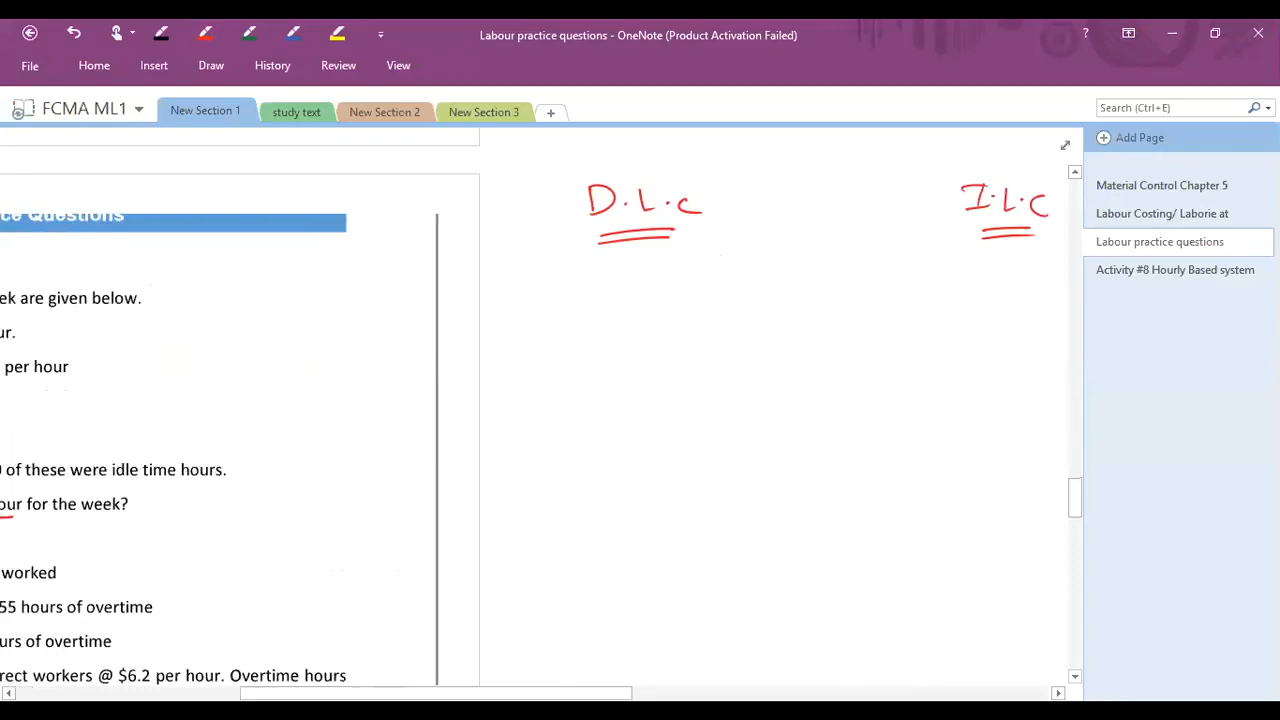 Labour practice questions - OneNote (Product Activation Failed)
?
File Home Insert Draw History Review View
FCMA ML1 New Section 1 study text New Section 2 New Section 3 +
Search (Ctrl+E)
Add Page
Material Control Chapter 5
Labour Costing/ Laborie at
Labour practice questions
Activity #8 Hourly Based system
D.L.C
I.L.C
ce Questions
ek are given below.
ur.
per hour
0 of these were idle time hours.
our for the week?
worked
55 hours of overtime
urs of overtime
rect workers @ $6.2 per hour. Overtime hours